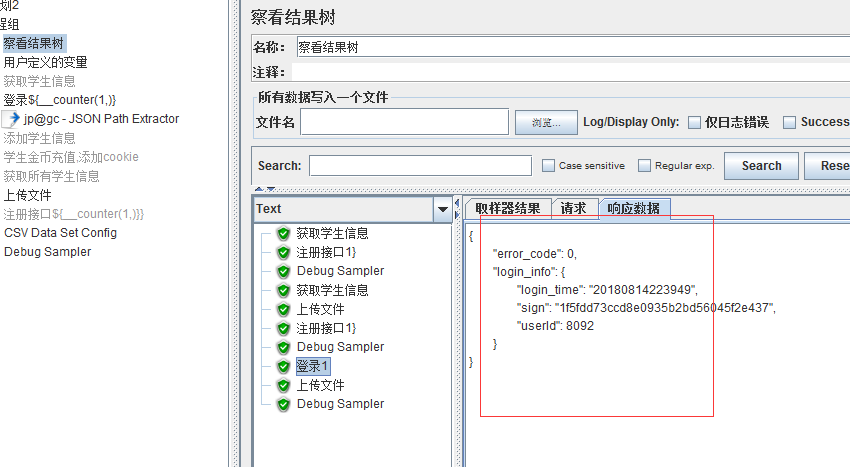 划2
程组
察看结果树
用户定义的变量
获取学生信息
登录${__counter(1,)}
jp@gc - JSON Path Extractor
添加学生信息
学生金币充值,添加cookie
获取所有学生信息
上传文件
注册接口${__counter(1,)}}
CSV Data Set Config
Debug Sampler
察看结果树
名称： 察看结果树
注释：
所有数据写入一个文件
文件名 浏览... Log/Display Only: 仅日志错误 Success
Search: Case sensitive Regular exp. Search Rese
Text
获取学生信息
注册接口1}
Debug Sampler
获取学生信息
上传文件
注册接口1}
Debug Sampler
登录1
上传文件
Debug Sampler
取样器结果 请求 响应数据
{
"error_code": 0,
"login_info": {
"login_time": "20180814223949",
"sign": "1f5fdd73ccd8e0935b2bd56045f2e437",
"userId": 8092
}
}